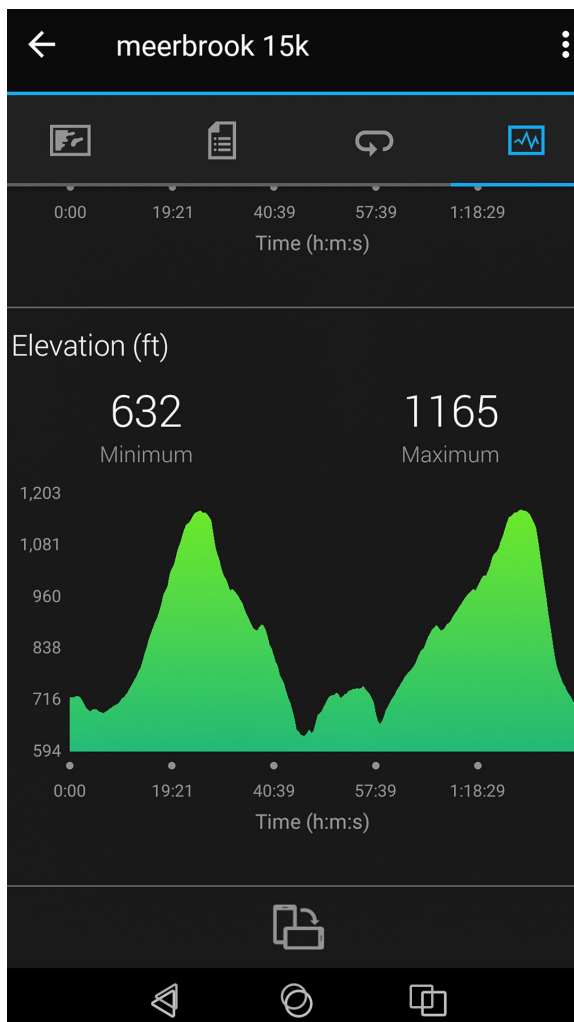 meerbrook 15k
0:00 19:21 40:39 57:39 1:18:29
Time (h:m:s)
Elevation (ft)
632 1165
Minimum Maximum
1,203
1,081
960
838
716
594
0:00 19:21 40:39 57:39 1:18:29
Time (h:m:s)